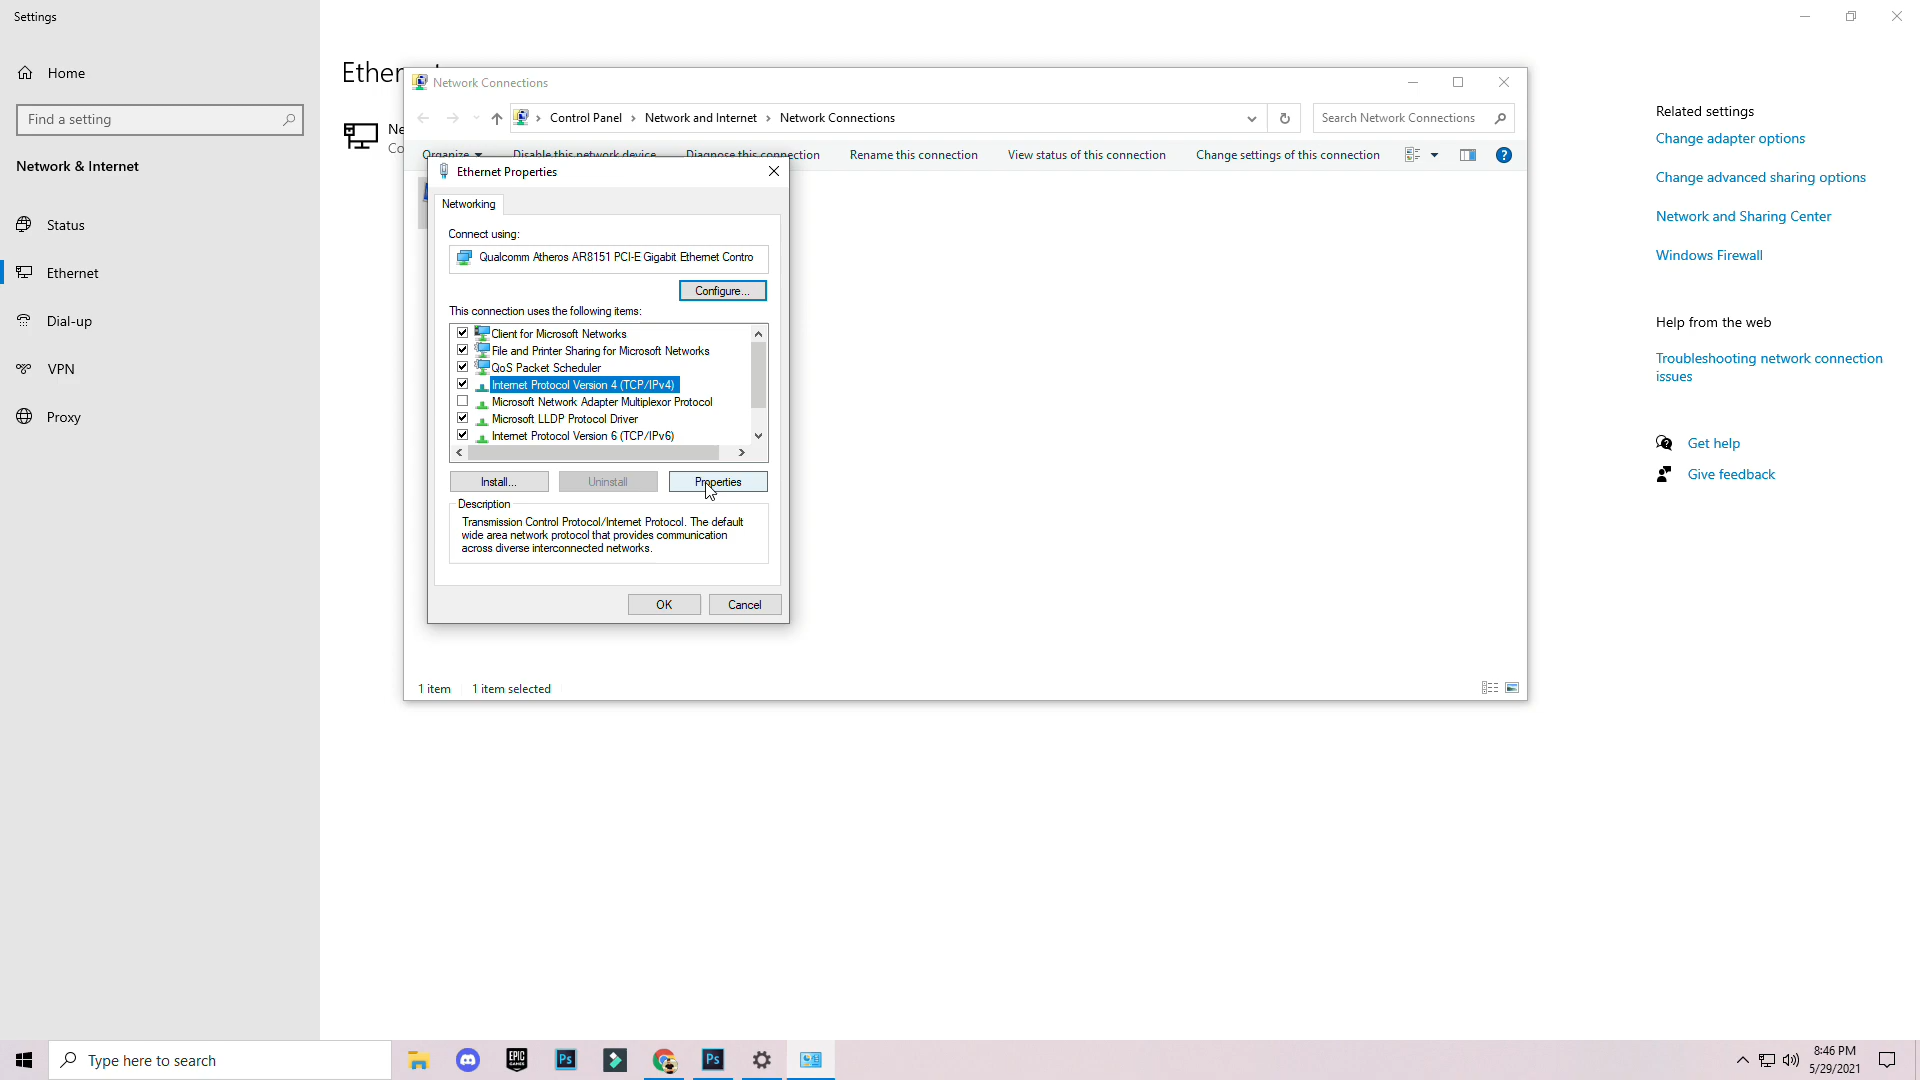 Settings
Home
Find a setting
Network & Internet
Status
Ethernet
Dial-up
VPN
Proxy
Network Connections
Control Panel > Network and Internet > Network Connections
Search Network Connections
Organize
Disable this network device
Diagnose this connection
Rename this connection
View status of this connection
Change settings of this connection
Ethernet Properties
Networking
Connect using:
Qualcomm Atheros AR8151 PCI-E Gigabit Ethernet Contro
Configure...
This connection uses the following items:
Client for Microsoft Networks
File and Printer Sharing for Microsoft Networks
QoS Packet Scheduler
Internet Protocol Version 4 (TCP/IPv4)
Microsoft Network Adapter Multiplexor Protocol
Microsoft LLDP Protocol Driver
Internet Protocol Version 6 (TCP/IPv6)
Install...
Uninstall
Properties
Description
Transmission Control Protocol/Internet Protocol. The default
wide area network protocol that provides communication
across diverse interconnected networks.
OK
Cancel
1 item
1 item selected
Related settings
Change adapter options
Change advanced sharing options
Network and Sharing Center
Windows Firewall
Help from the web
Troubleshooting network connection
issues
Get help
Give feedback
Type here to search
EPIC
GAMES
Ps
Ps
8:46 PM
5/29/2021